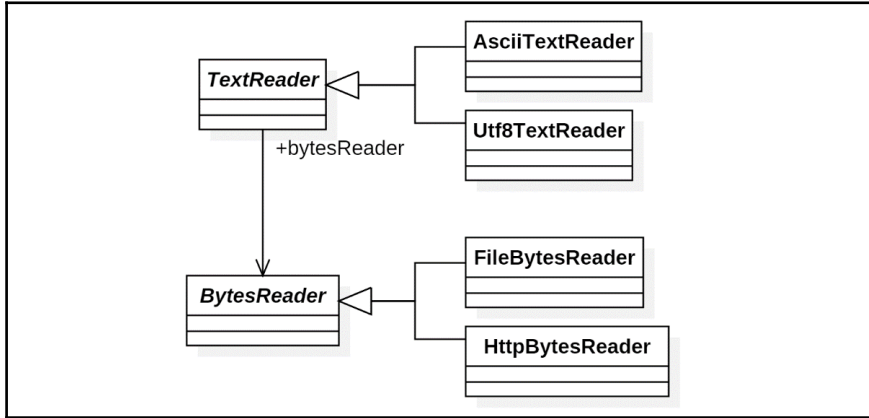 AsciiTextReader
TextReader
Utf8TextReader
+bytesReader
FileBytesReader
BytesReader
HttpBytesReader